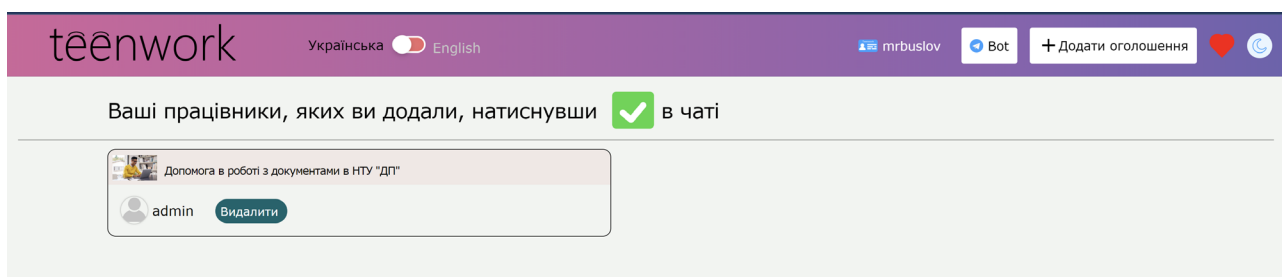 têênwork
Українська English mrbuslov Bot +Додати оголошення
Ваші працівники, яких ви додали, натиснувши ✅ в чаті
Допомога в роботі з документами в НТУ "ДП"
admin Видалити